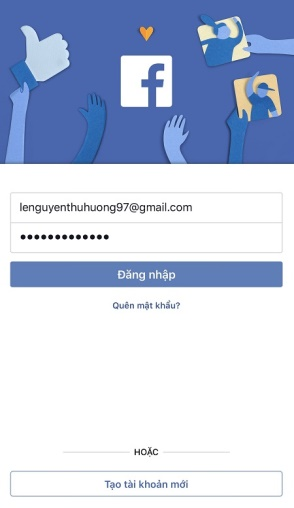 lenguyenthuhuong97@gmail.com
•••••••••••••
Đăng nhập
Quên mật khẩu?
HOẶC
Tạo tài khoản mới